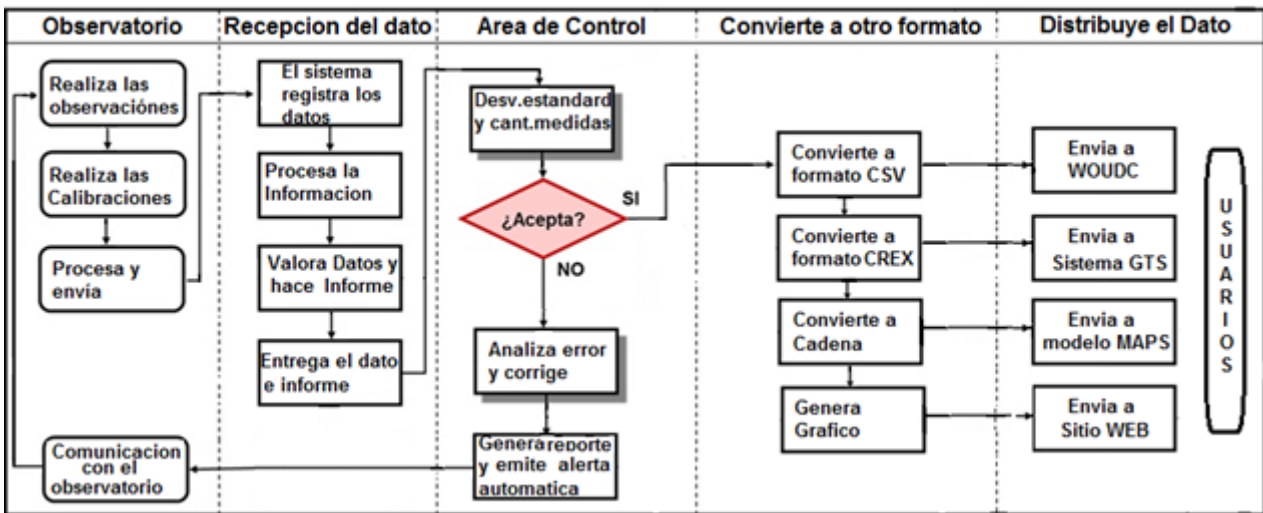 Observatorio
Recepcion del dato
Area de Control
Convierte a otro formato
Distribuye el Dato
Realiza las
observaciónes
Realiza las
Calibraciones
Procesa y
envía
Comunicacion
con el
observatorio
El sistema
registra los
datos
Procesa la
Informacion
Valora Datos y
hace Informe
Entrega el dato
e informe
Desv.estandard
y cant.medidas
¿Acepta?
SI
NO
Analiza error
y corrige
Genera reporte
y emite alerta
automatica
Convierte a
formato CSV
Convierte a
formato CREX
Convierte a
Cadena
Genera
Grafico
Envia a
WOUDC
Envia a
Sistema GTS
Envia a
modelo MAPS
Envia a
Sitio WEB
USUARIOS